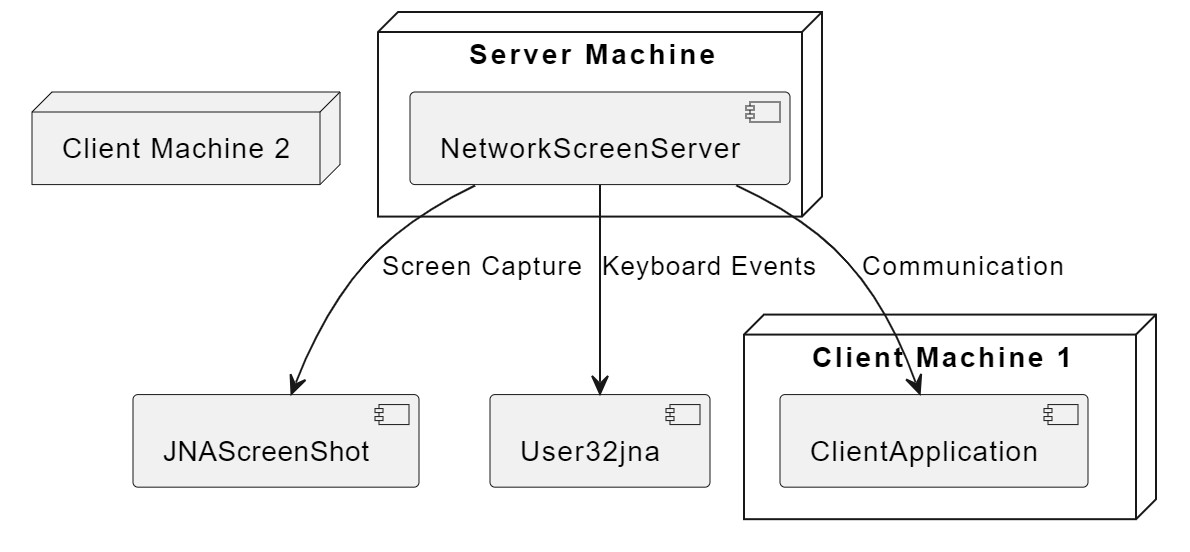 Server Machine
Client Machine 2
NetworkScreenServer
Screen Capture
Keyboard Events
Communication
Client Machine 1
JNAScreenShot
User32jna
ClientApplication